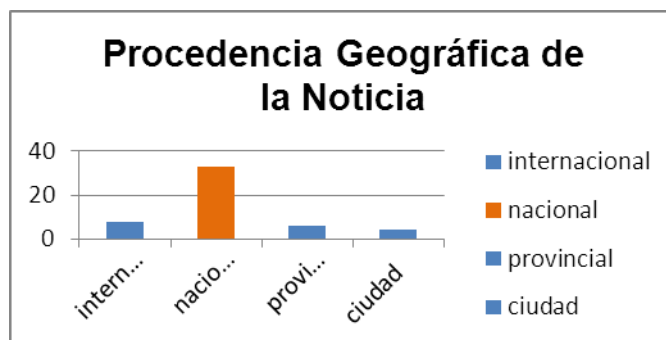 Procedencia Geográfica de
la Noticia
40
20
0
intern...
nacio...
provi...
ciudad
internacional
nacional
provincial
ciudad